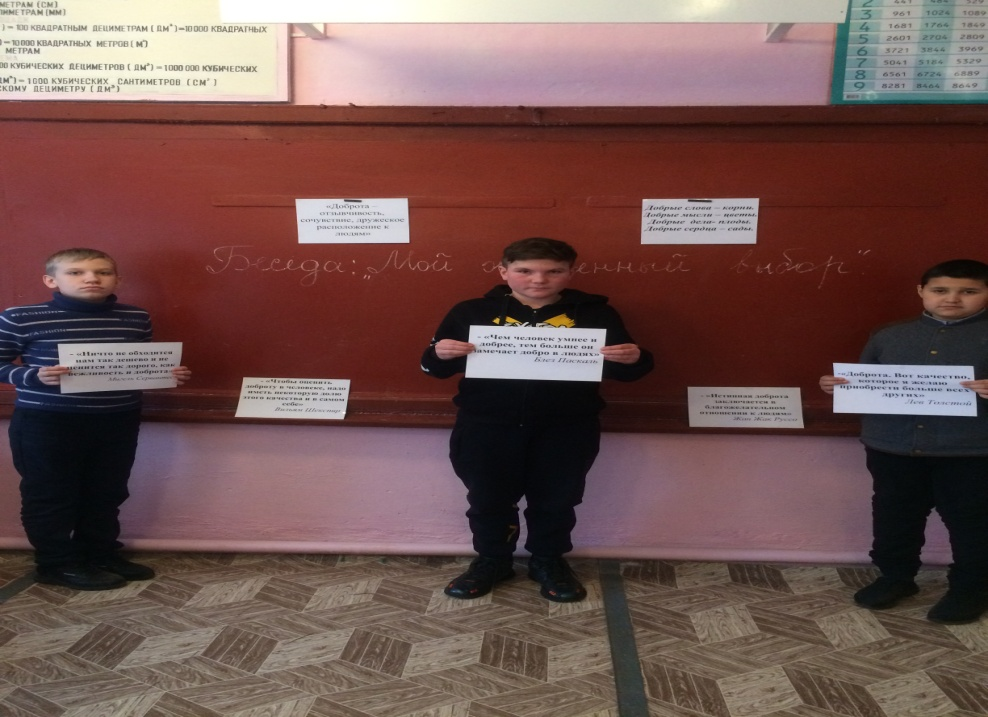 МЕТРАМ (СМ)
ИМЕТРАМ (ММ)
) = 100 КВАДРАТНЫМ ДЕЦИМЕТРАМ ( ДМ²) =10000 КВАДРАТНЫХ
) = 10 000 КВАДРАТНЫХ МЕТРОВ ( М²)
МЕТРАМ
КУБИЧЕСКИХ ДЕЦИМЕТРОВ ( ДМ³) = 1000 000 КУБИЧЕСКИХ
ДМ³) = 1000 КУБИЧЕСКИХ САНТИМЕТРОВ ( СМ³ )
СКОМУ ДЕЦИМЕТРУ ( ДМ³)
2 441 484 529
3 961 1024 1089
4 1681 1764 1849
5 2601 2704 2809
6 3721 3844 3969
7 5041 5184 5329
8 6561 6724 6889
9 8281 8464 8649
«Доброта –
отзывчивость,
сочувствие, дружеское
расположение к
людям»
Добрые слова – корни.
Добрые мысли – цветы.
Добрые дела- плоды.
Добрые сердца – сады.
Беседа: „Мой выбор".
FASHION
- «Ничто не обходится
нам так дешево и не
ценится так дорого, как
вежливость и доброта
- «Чтобы оценить
доброту в человеке, надо
иметь некоторую долю
этого качества и в самом
себе»
Вильям Шекспир
- «Чем человек умнее и
добрее, тем больше он
замечает добро в людях»
Блез Паскаль
- «Истинная доброта
заключается в
благожелательном
отношении к людям»
Жан Жак Руссо
«Доброта. Вот качество,
которое я желаю
приобрести больше всех
других»
Лев Толстой